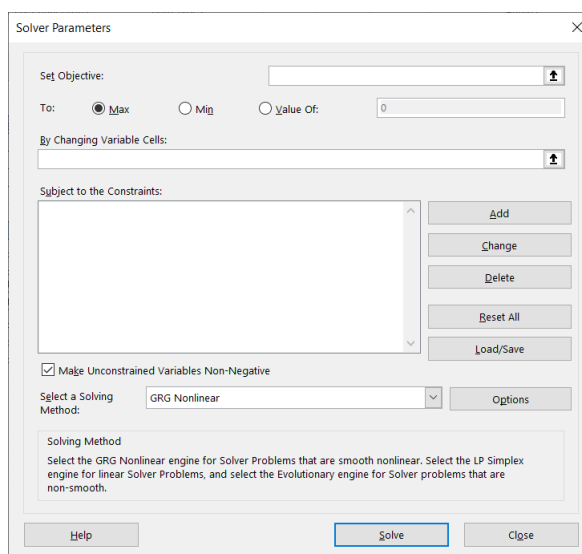 Solver Parameters
Set Objective:
To:
Max
Min
Value Of:
0
By Changing Variable Cells:
Subject to the Constraints:
Add
Change
Delete
Reset All
Load/Save
Make Unconstrained Variables Non-Negative
Select a Solving
Method:
GRG Nonlinear
Options
Solving Method
Select the GRG Nonlinear engine for Solver Problems that are smooth nonlinear. Select the LP Simplex
engine for linear Solver Problems, and select the Evolutionary engine for Solver problems that are
non-smooth.
Help
Solve
Close